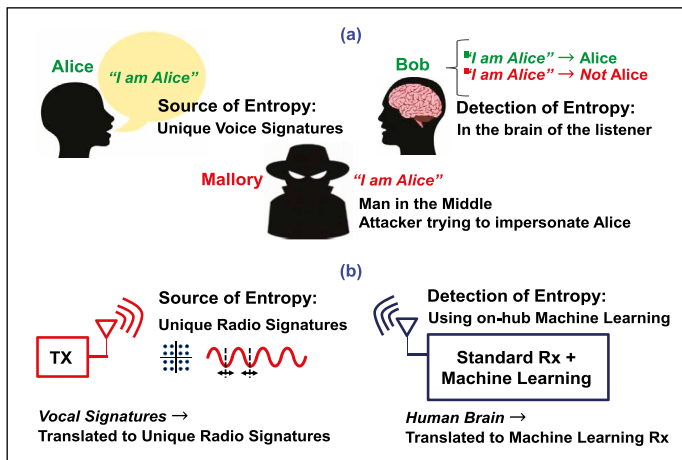 (a)
Alice
"I am Alice"
Source of Entropy:
Unique Voice Signatures
Bob
"I am Alice" → Alice
"I am Alice" → Not Alice
Detection of Entropy:
In the brain of the listener
Mallory
"I am Alice"
Man in the Middle
Attacker trying to impersonate Alice
(b)
TX
Source of Entropy:
Unique Radio Signatures
Vocal Signatures →
Translated to Unique Radio Signatures
Detection of Entropy:
Using on-hub Machine Learning
Standard Rx +
Machine Learning
Human Brain →
Translated to Machine Learning Rx